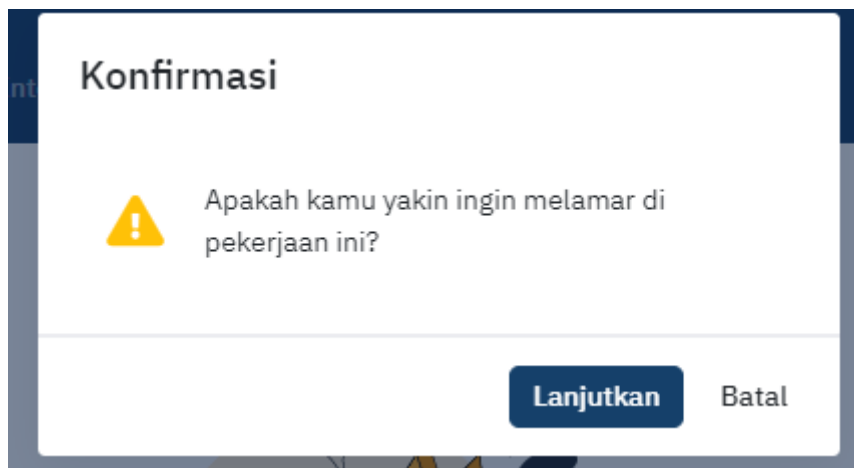 Konfirmasi
Apakah kamu yakin ingin melamar di
pekerjaan ini?
Lanjutkan
Batal